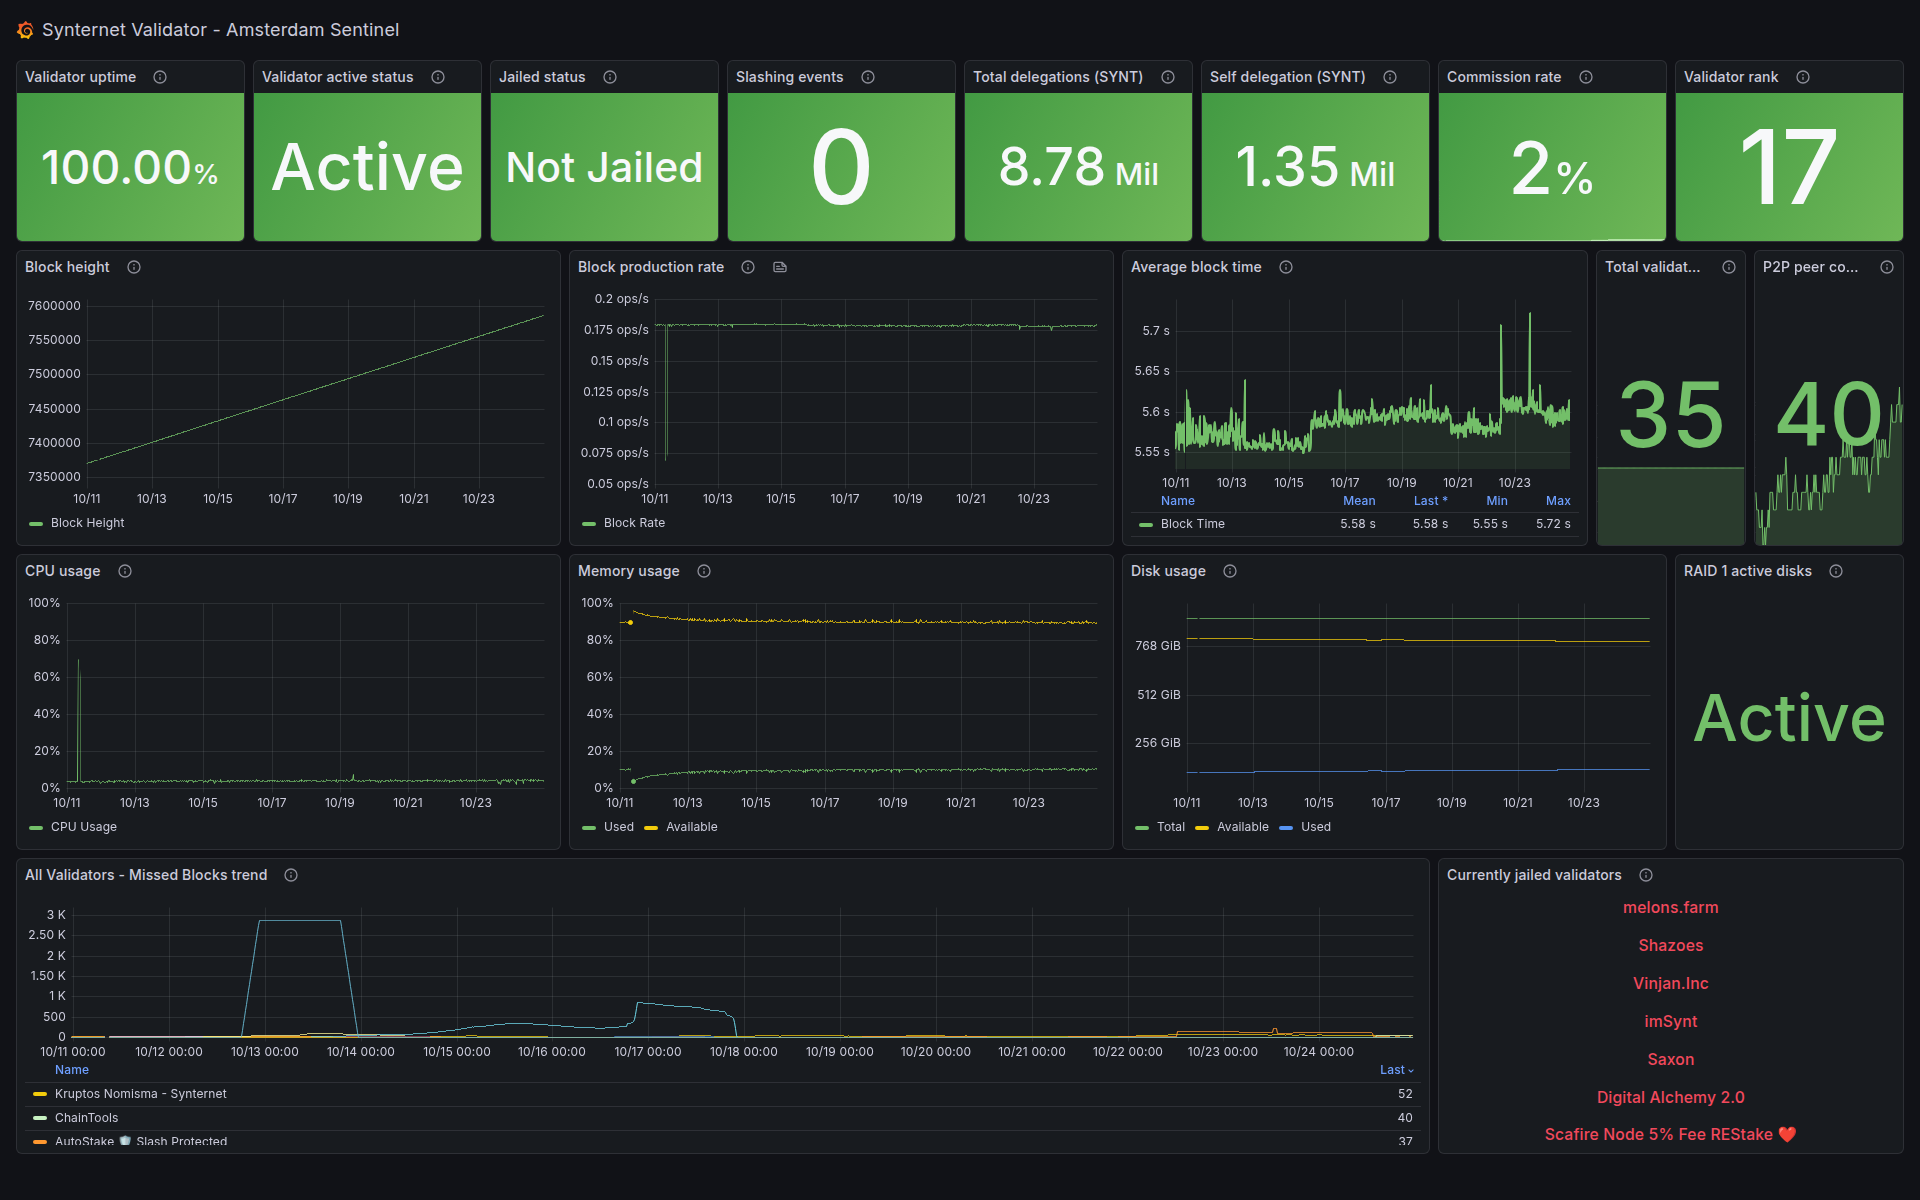 Synternet Validator - Amsterdam Sentinel
Validator uptime
100.00%
Validator active status
Active
Jailed status
Not Jailed
Slashing events
0
Total delegations (SYNT)
8.78 Mil
Self delegation (SYNT)
1.35 Mil
Commission rate
2%
Validator rank
17
Block height
7600000
7550000
7500000
7450000
7400000
7350000
10/11 10/13 10/15 10/17 10/19 10/21 10/23
Block Height
Block production rate
0.2 ops/s
0.175 ops/s
0.15 ops/s
0.125 ops/s
0.1 ops/s
0.075 ops/s
0.05 ops/s
10/11 10/13 10/15 10/17 10/19 10/21 10/23
Block Rate
Average block time
5.7 s
5.65 s
5.6 s
5.55 s
10/11 10/13 10/15 10/17 10/19 10/21 10/23
Name Mean Last * Min Max
Block Time 5.58 s 5.58 s 5.55 s 5.72 s
Total validat...
35
P2P peer co...
40
CPU usage
100%
80%
60%
40%
20%
0%
10/11 10/13 10/15 10/17 10/19 10/21 10/23
CPU Usage
Memory usage
100%
80%
60%
40%
20%
0%
10/11 10/13 10/15 10/17 10/19 10/21 10/23
Used Available
Disk usage
768 GiB
512 GiB
256 GiB
10/11 10/13 10/15 10/17 10/19 10/21 10/23
Total Available Used
RAID 1 active disks
Active
All Validators - Missed Blocks trend
3 K
2.50 K
2 K
1.50 K
1 K
500
0
10/11 00:00 10/12 00:00 10/13 00:00 10/14 00:00 10/15 00:00 10/16 00:00 10/17 00:00 10/18 00:00 10/19 00:00 10/20 00:00 10/21 00:00 10/22 00:00 10/23 00:00 10/24 00:00
Name Last
Kruptos Nomisma - Synternet 52
ChainTools 40
AutoStake 🛡️ Slash Protected 37
Currently jailed validators
melons.farm
Shazoes
Vinjan.Inc
imSynt
Saxon
Digital Alchemy 2.0
Scafire Node 5% Fee REStake ❤️